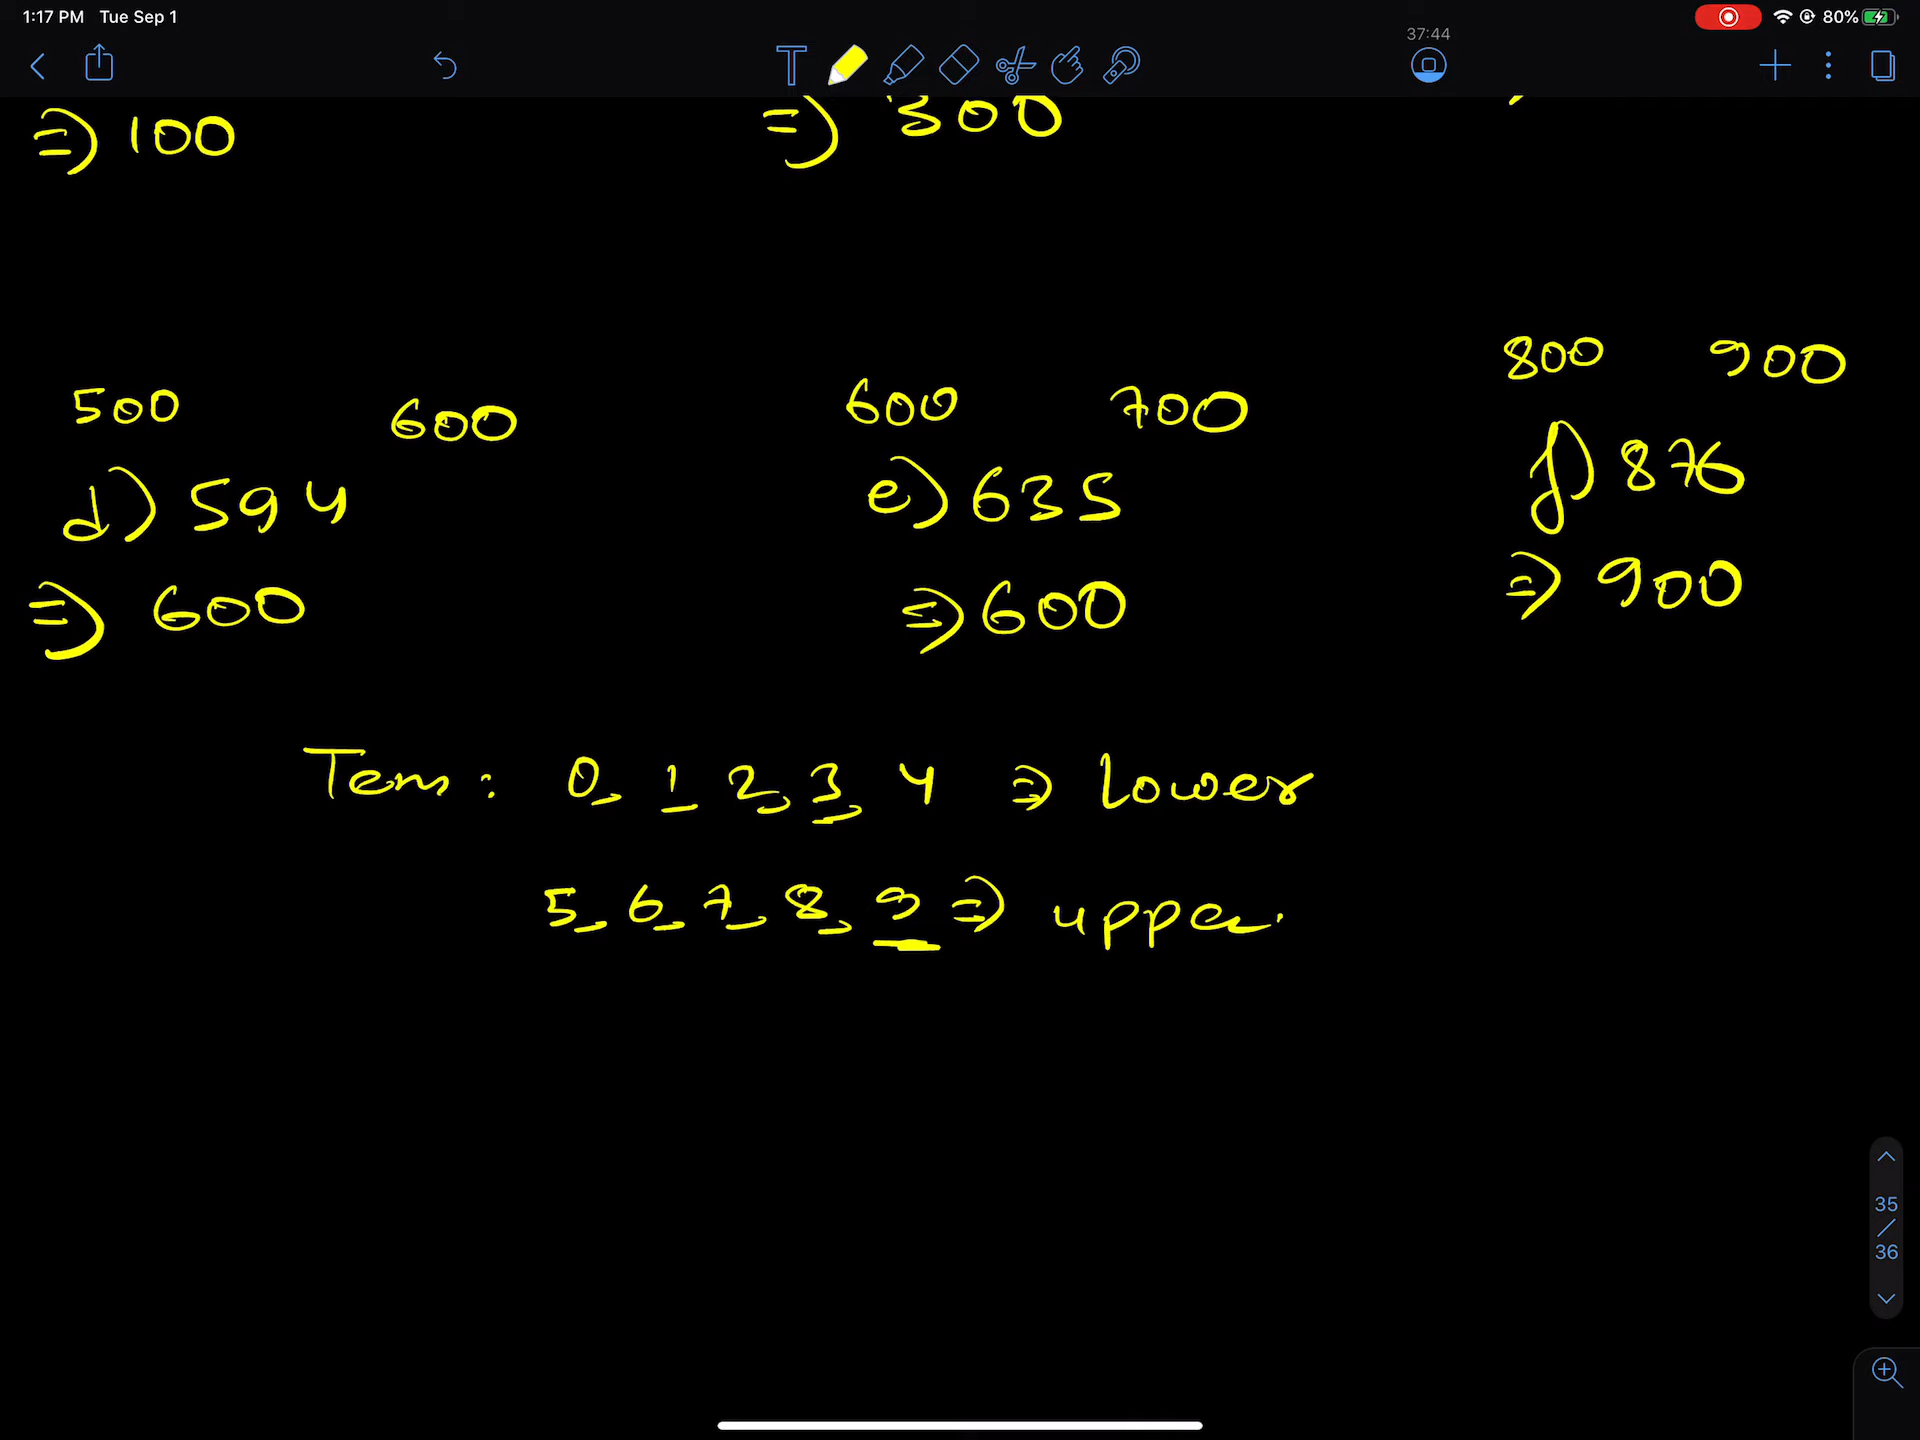 1:17 PM Tue Sep 1
80%
37:44
⇒ 100
⇒ 300
500 600
d) 594
⇒ 600
600 700
e) 635
⇒ 600
800 900
f) 876
⇒ 900
Tens : 0, 1, 2, 3, 4 ⇒ Lower
5, 6, 7, 8, 9 ⇒ upper.
35
/
36